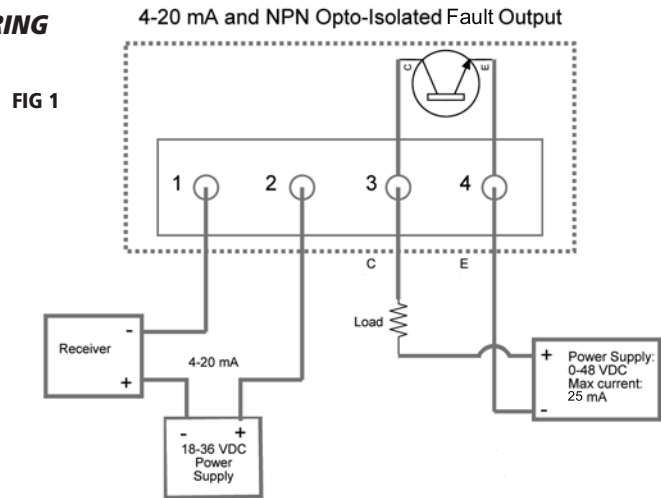 4-20 mA and NPN Opto-Isolated Fault Output
RING
FIG 1
C
E
1
2
3
4
C
E
Load
Receiver
-
+
4-20 mA
-
+
18-36 VDC
Power
Supply
+
-
Power Supply:
0-48 VDC
Max current:
25 mA